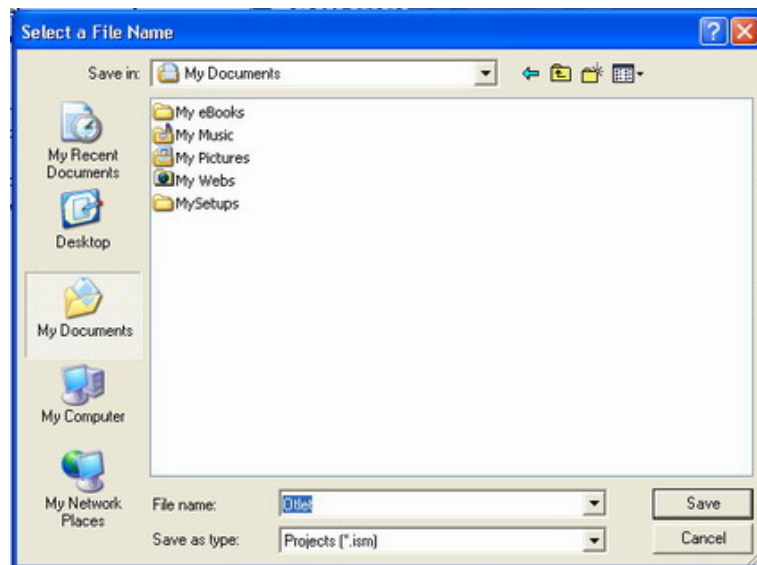 Select a File Name
Save in:
My Documents
My eBooks
My Music
My Pictures
My Webs
MySetups
My Recent
Documents
Desktop
My Documents
My Computer
My Network
Places
File name:
Otlet
Save
Save as type:
Projects (*.ism)
Cancel